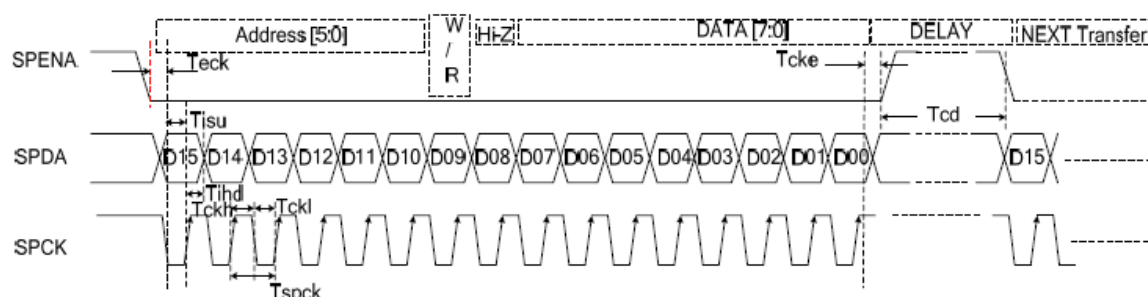 Address [5:0] W / R Hi-Z DATA [7:0] DELAY NEXT Transfer
SPENA Teck Tcke
Tisu Tcd
SPDA D15 D14 D13 D12 D11 D10 D09 D08 D07 D06 D05 D04 D03 D02 D01 D00 D15
Tihd
Tckh Tckl
SPCK
Tspck